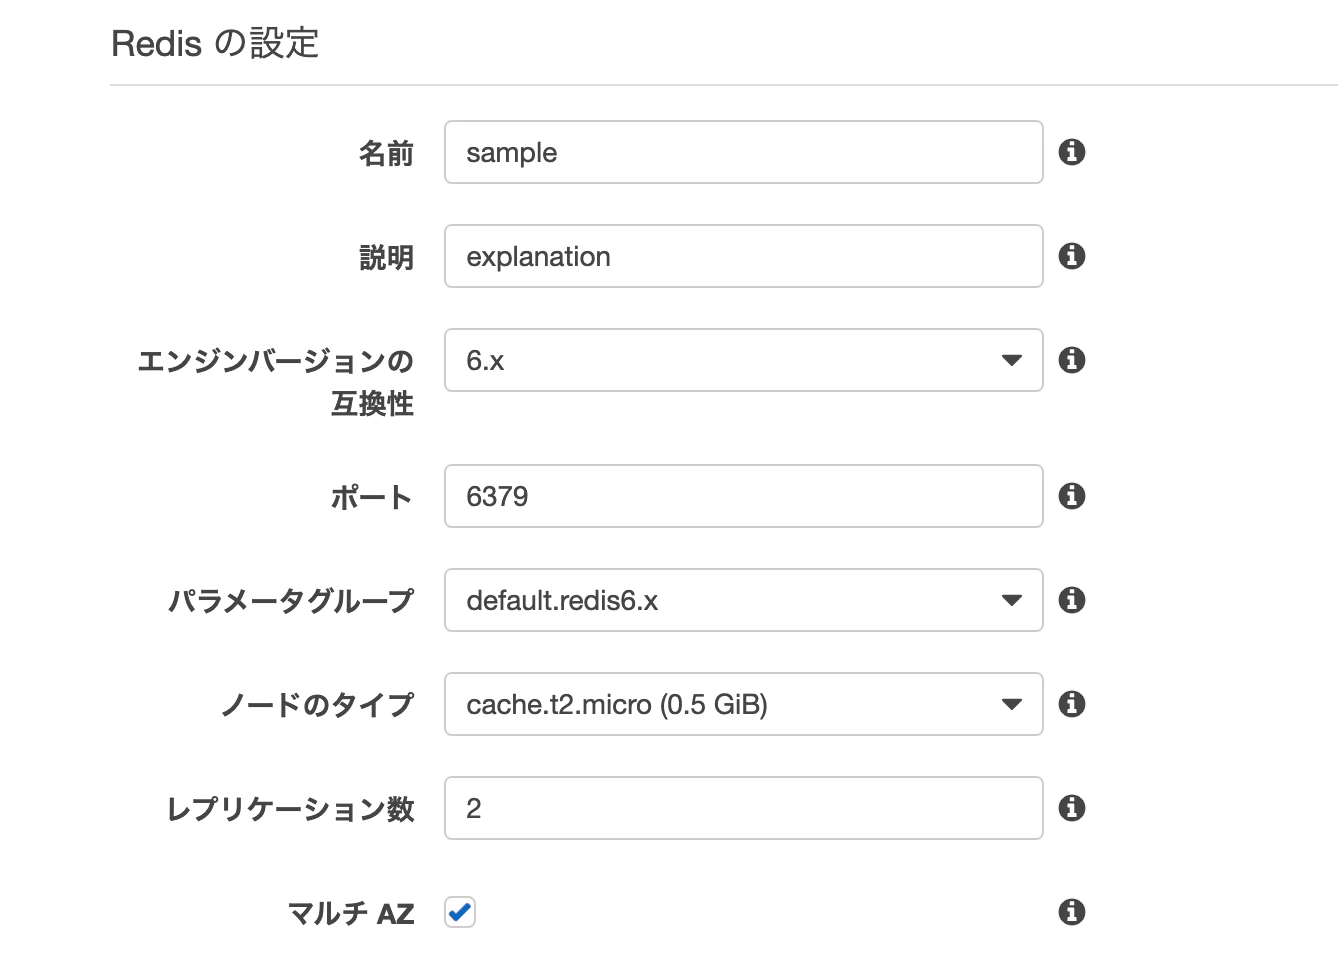 Redis の設定
名前 sample
説明 explanation
エンジンバージョンの 6.x
互換性
ポート 6379
パラメータグループ default.redis6.x
ノードのタイプ cache.t2.micro (0.5 GiB)
レプリケーション数 2
マルチ AZ